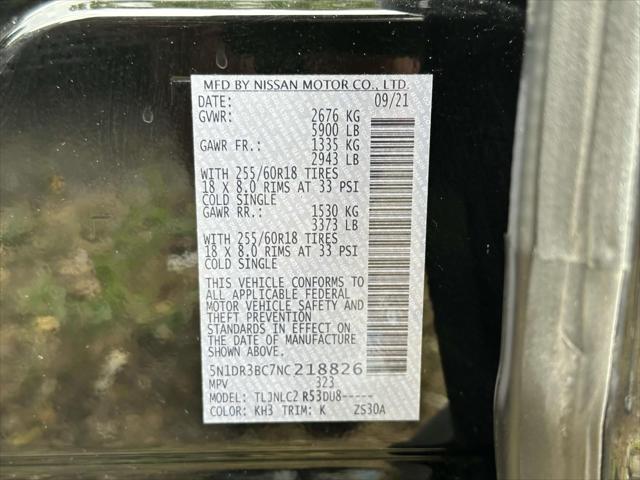 MFD BY NISSAN MOTOR CO., LTD.
DATE: 09/21
GVWR: 2676 KG
5900 LB
GAWR FR.: 1335 KG
2943 LB
WITH 255/60R18 TIRES
18 X 8.0 RIMS AT 33 PSI
COLD SINGLE
GAWR RR.: 1530 KG
3373 LB
WITH 255/60R18 TIRES
18 X 8.0 RIMS AT 33 PSI
COLD SINGLE
THIS VEHICLE CONFORMS TO
ALL APPLICABLE FEDERAL
MOTOR VEHICLE SAFETY AND
THEFT PREVENTION
STANDARDS IN EFFECT ON
THE DATE OF MANUFACTURE
SHOWN ABOVE.
5N1DR3BC7NC218826
MPV 323
MODEL: TLJNLC2 R53DU8-----
COLOR: KH3 TRIM: K ZS30A